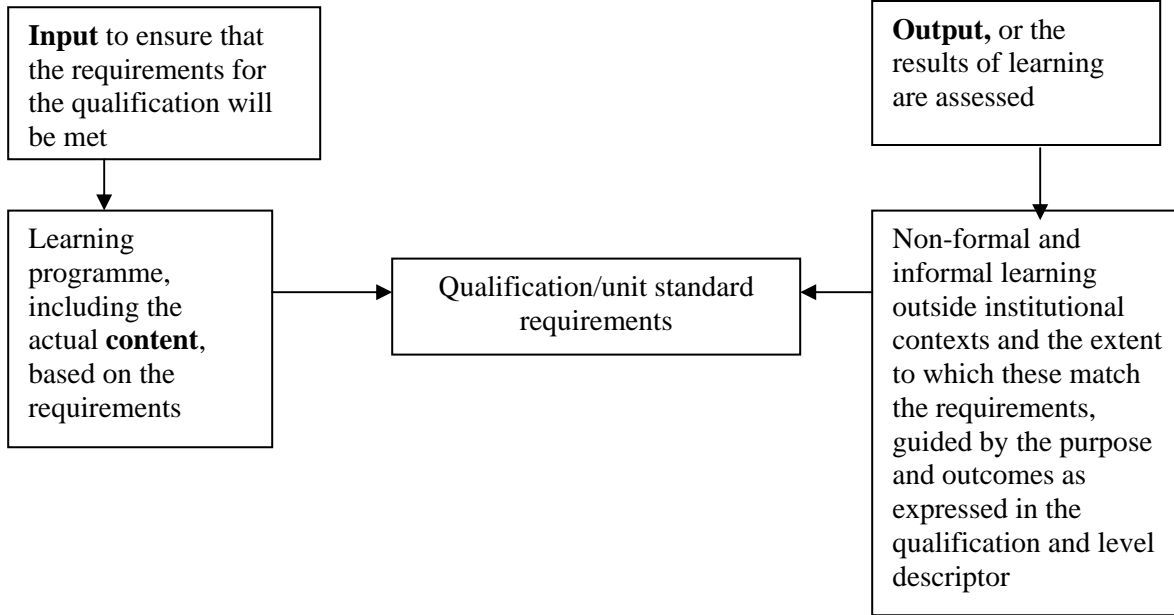 Input to ensure that
the requirements for
the qualification will
be met
Output, or the
results of learning
are assessed
Learning
programme,
including the
actual content,
based on the
requirements
Qualification/unit standard
requirements
Non-formal and
informal learning
outside institutional
contexts and the extent
to which these match
the requirements,
guided by the purpose
and outcomes as
expressed in the
qualification and level
descriptor